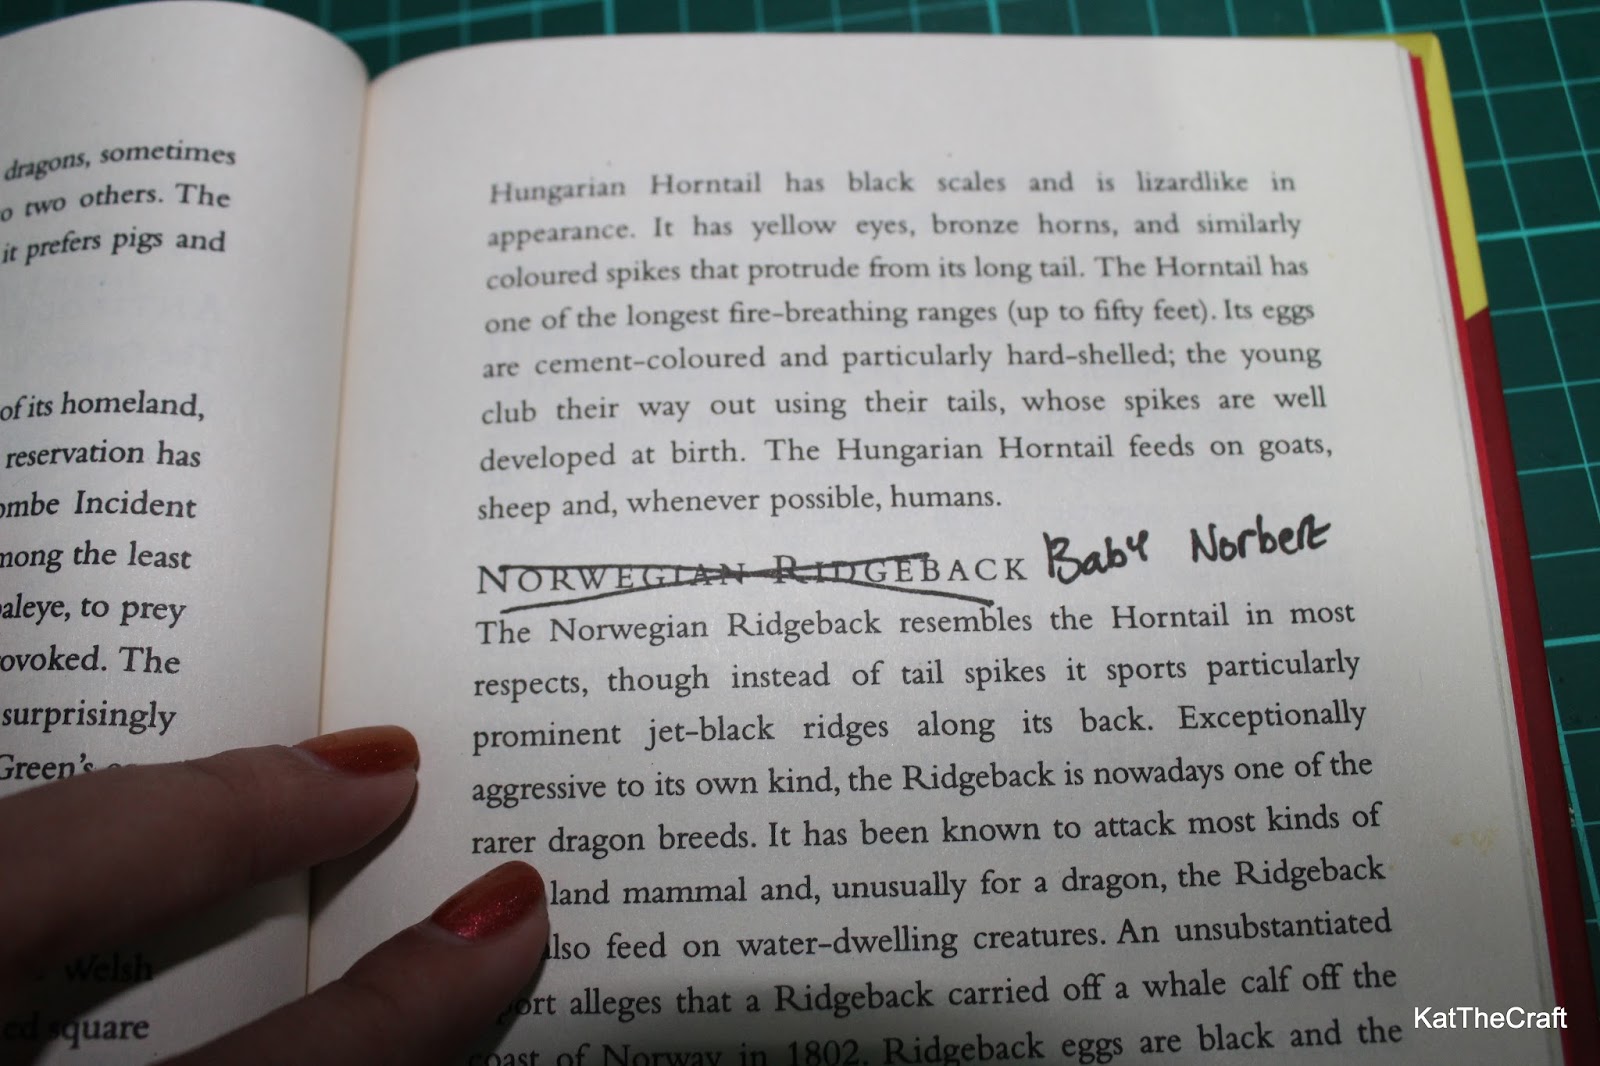 dragons, sometimes
two others. The
it prefers pigs and
of its homeland,
reservation has
Incident
the least
to prey
The
surprisingly
Green's
Welsh
square
Hungarian Horntail has black scales and is lizardlike in
appearance. It has yellow eyes, bronze horns, and similarly
coloured spikes that protrude from its long tail. The Horntail has
one of the longest fire-breathing ranges (up to fifty feet). Its eggs
are cement-coloured and particularly hard-shelled; the young
club their way out using their tails, whose spikes are well
developed at birth. The Hungarian Horntail feeds on goats,
sheep and, whenever possible, humans.
NORWEGIAN RIDGEBACK Baby Norbert
The Norwegian Ridgeback resembles the Horntail in most
respects, though instead of tail spikes it sports particularly
prominent jet-black ridges along its back. Exceptionally
aggressive to its own kind, the Ridgeback is nowadays one of the
rarer dragon breeds. It has been known to attack most kinds of
land mammal and, unusually for a dragon, the Ridgeback
also feed on water-dwelling creatures. An unsubstantiated
alleges that a Ridgeback carried off a whale calf off the
coast of Norway in 1802. Ridgeback eggs are black and the
KatTheCraft